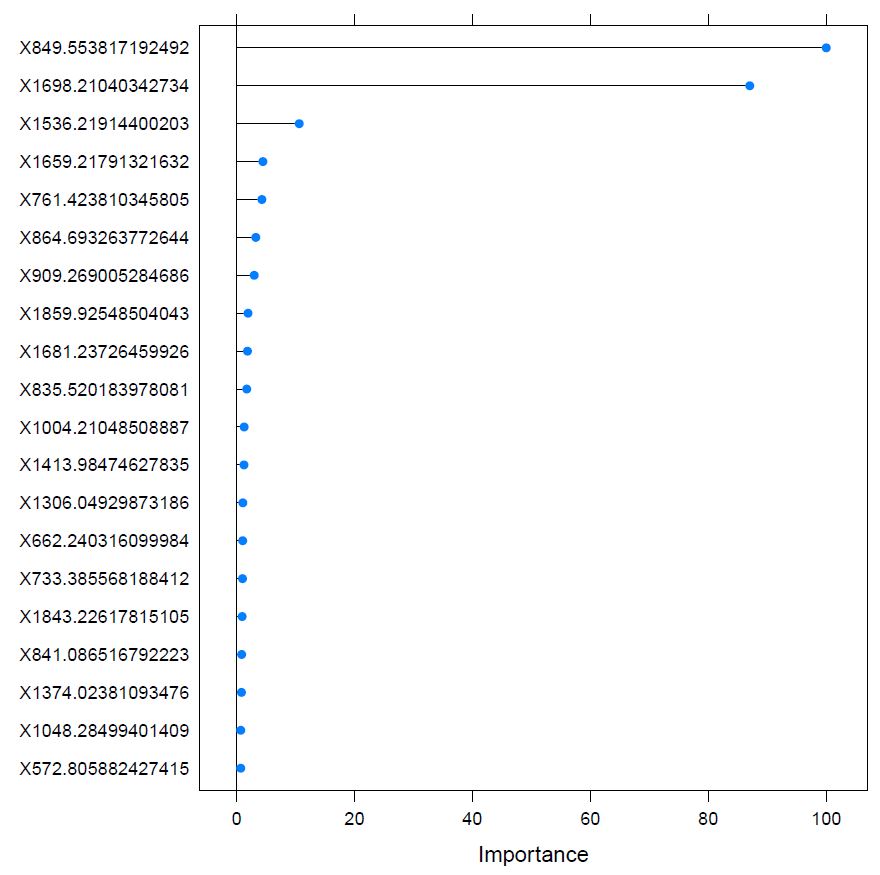 X849.553817192492
X1698.21040342734
X1536.21914400203
X1659.21791321632
X761.423810345805
X864.693263772644
X909.269005284686
X1859.92548504043
X1681.23726459926
X835.520183978081
X1004.21048508887
X1413.98474627835
X1306.04929873186
X662.240316099984
X733.385568188412
X1843.22617815105
X841.086516792223
X1374.02381093476
X1048.28499401409
X572.805882427415
0 20 40 60 80 100
Importance